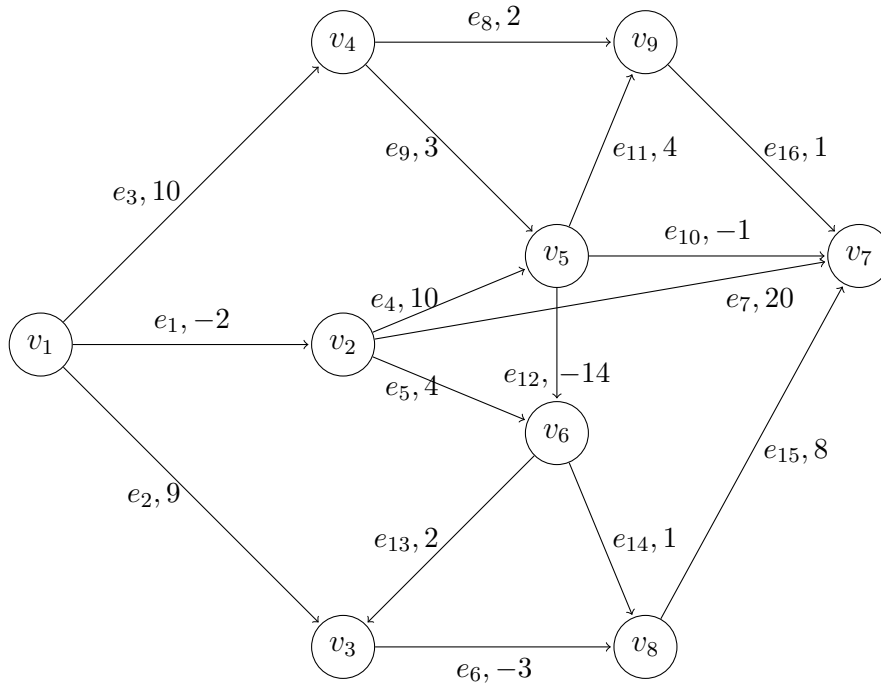 e₈, 2
v₄
v₉
e₉, 3
e₁₁, 4
e₁₆, 1
e₃, 10
e₁₀, −1
v₅
v₇
e₄, 10
e₇, 20
e₁, −2
v₁
v₂
e₁₂, −14
e₅, 4
v₆
e₁₅, 8
e₂, 9
e₁₃, 2
e₁₄, 1
v₃
v₈
e₆, −3